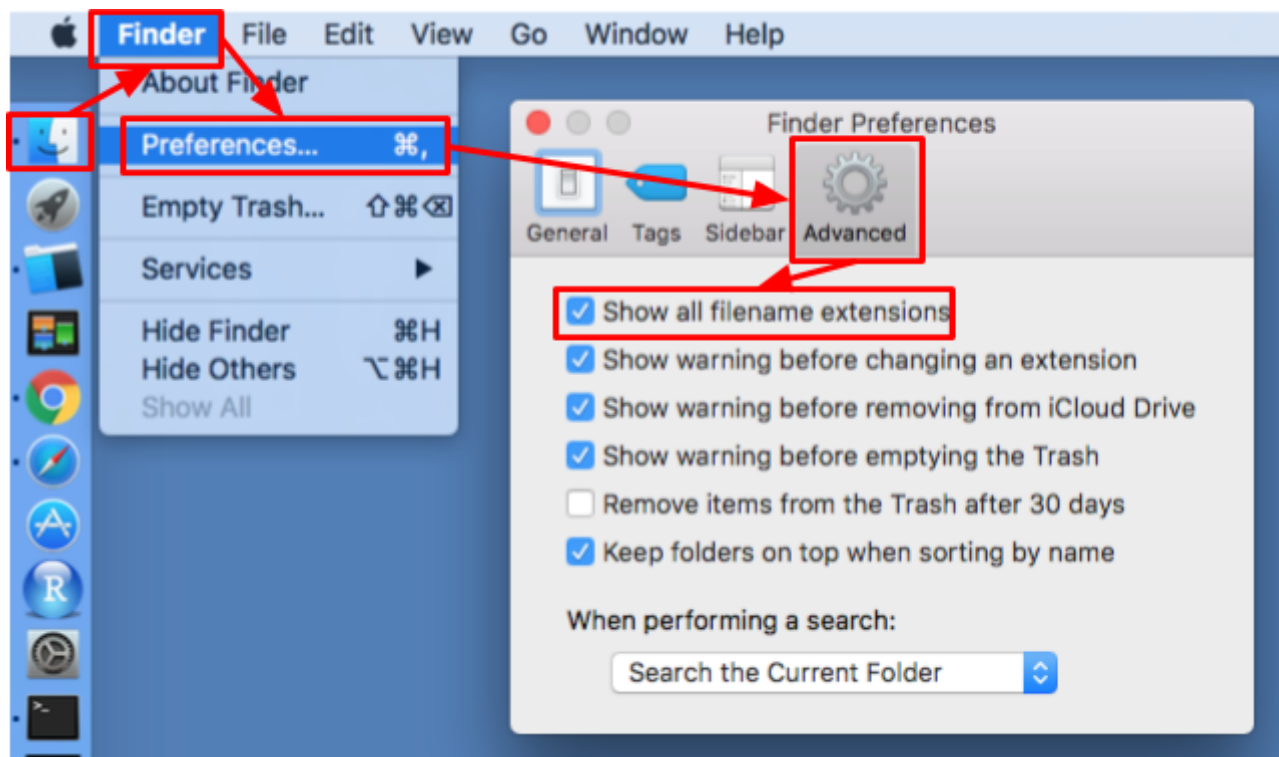 Finder File Edit View Go Window Help
About Finder
Preferences... ⌘,
Empty Trash... ⇧⌘⌫
Services ▶
Hide Finder ⌘H
Hide Others ⌥⌘H
Show All
Finder Preferences
General Tags Sidebar Advanced
Show all filename extensions
Show warning before changing an extension
Show warning before removing from iCloud Drive
Show warning before emptying the Trash
Remove items from the Trash after 30 days
Keep folders on top when sorting by name
When performing a search:
Search the Current Folder
R
>_